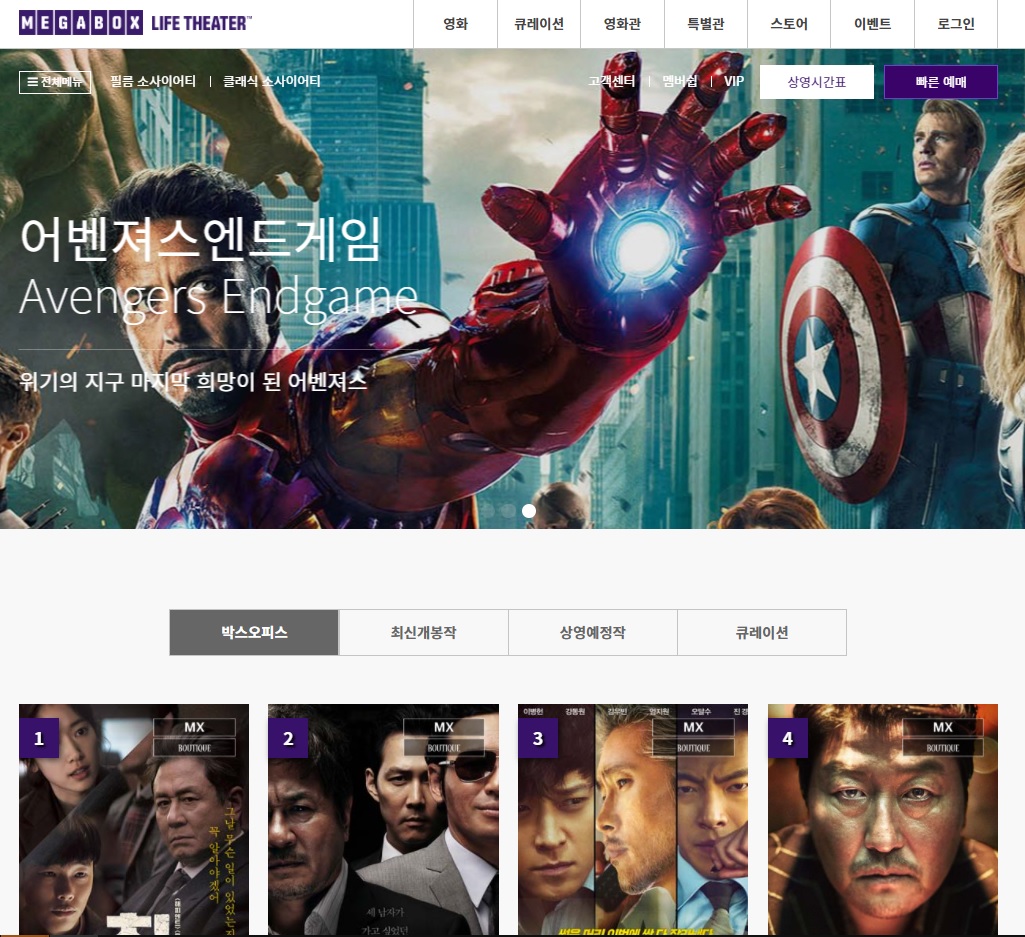 MEGABOX LIFE THEATER™
영화 큐레이션 영화관 특별관 스토어 이벤트 로그인
전체메뉴 필름 소사이어티 클래식 소사이어티 고객센터 멤버쉽 VIP 상영시간표 빠른 예매
어벤져스엔드게임
Avengers Endgame
위기의 지구 마지막 희망이 된 어벤져스
박스오피스 최신개봉작 상영예정작 큐레이션
1
MX
BOUTIQUE
그날 무슨 일이 있었는지
꼭 알아야겠어
2
MX
BOUTIQUE
세 남자가
가고 싶었던
3
이병헌 강동원 김우빈 엄지원 오달수 진경
MX
BOUTIQUE
4
MX
BOUTIQUE